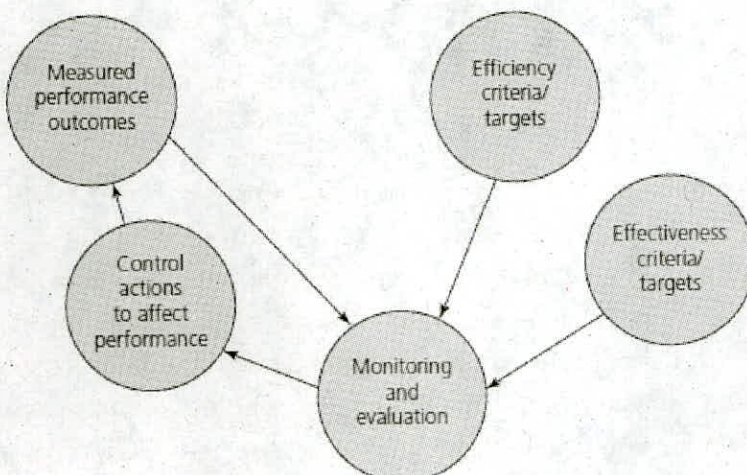 Measured
performance
outcomes
Efficiency
criteria/
targets
Effectiveness
criteria/
targets
Control
actions
to affect
performance
Monitoring
and
evaluation